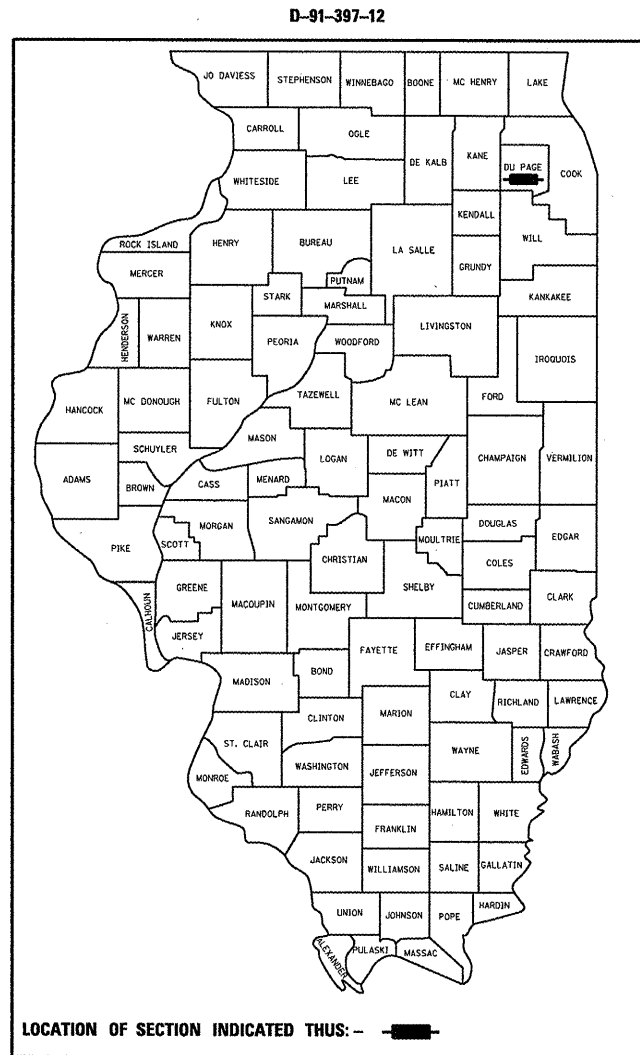 D-91-397-12
JO DAVIESS STEPHENSON WINNEBAGO BOONE MC HENRY LAKE
CARROLL OGLE DE KALB KANE DU PAGE COOK
WHITESIDE LEE
ROCK ISLAND HENRY BUREAU LA SALLE KENDALL WILL
MERCER PUTNAM GRUNDY
HENDERSON WARREN KNOX STARK MARSHALL LIVINGSTON KANKAKEE
PEORIA WOODFORD IROQUOIS
HANCOCK MC DONOUGH FULTON TAZEWELL MC LEAN FORD
SCHUYLER MASON LOGAN DE WITT CHAMPAIGN VERMILION
ADAMS BROWN CASS MENARD MACON PIATT
PIKE SCOTT MORGAN SANGAMON CHRISTIAN MOULTRIE DOUGLAS EDGAR
COLES
CALHOUN GREENE MACOUPIN MONTGOMERY SHELBY CUMBERLAND CLARK
JERSEY FAYETTE EFFINGHAM JASPER CRAWFORD
MADISON BOND CLAY RICHLAND LAWRENCE
CLINTON MARION
ST. CLAIR WASHINGTON WAYNE EDWARDS WABASH
MONROE JEFFERSON
RANDOLPH PERRY FRANKLIN HAMILTON WHITE
JACKSON WILLIAMSON SALINE GALLATIN
UNION JOHNSON POPE HARDIN
ALEXANDER PULASKI MASSAC
LOCATION OF SECTION INDICATED THUS: -